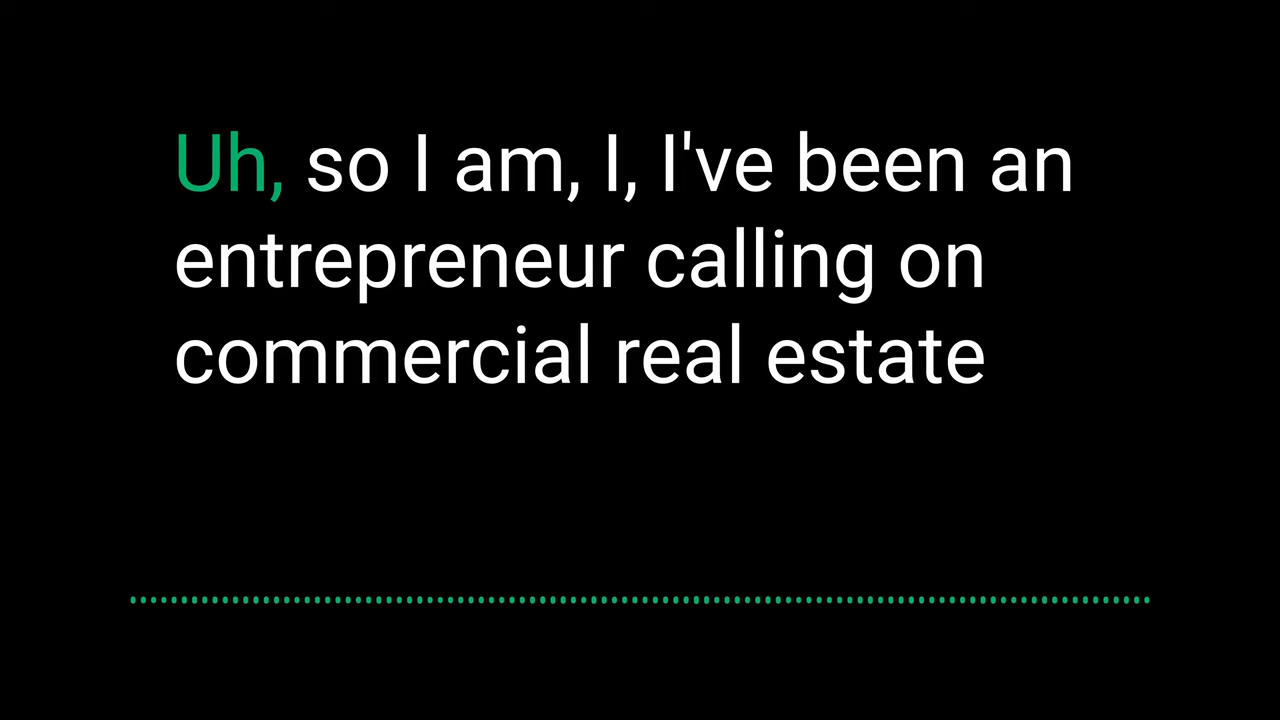 Uh, so I am, I, I've been an
entrepreneur calling on
commercial real estate